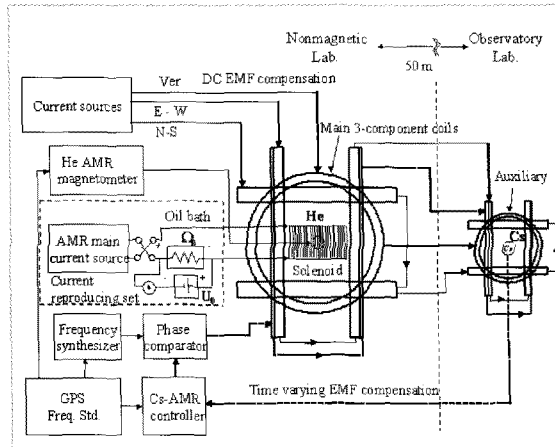 Nonmagnetic
Lab.
Observatory
Lab.
50 m
Ver
DC EMF compensation
Current sources
E - W
N-S
Main 3-component coils
He AMR
magnetometer
Auxiliary
Oil bath
He
Cs
Ω
AMR main
current source
Solenoid
Current
reproducing set
+
U
Frequency
synthesizer
Phase
comparator
Time varying EMF compensation
GPS
Freq. Std.
Cs-AMR
controller